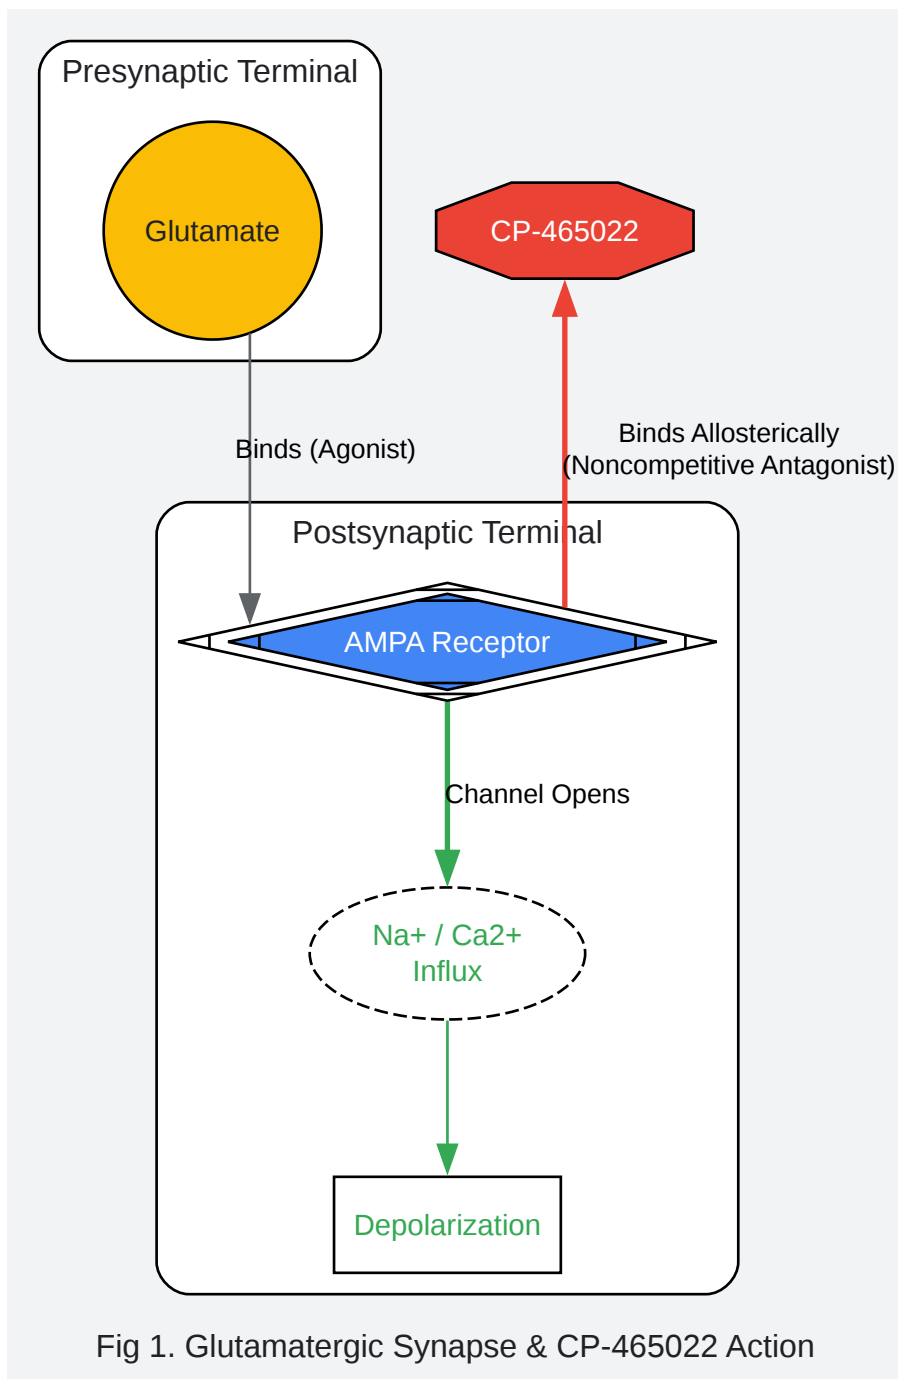 Presynaptic Terminal
Glutamate
CP-465022
Binds (Agonist)
Binds Allosterically
(Noncompetitive Antagonist)
Postsynaptic Terminal
AMPA Receptor
Channel Opens
Na+ / Ca2+
Influx
Depolarization
Fig 1. Glutamatergic Synapse & CP-465022 Action